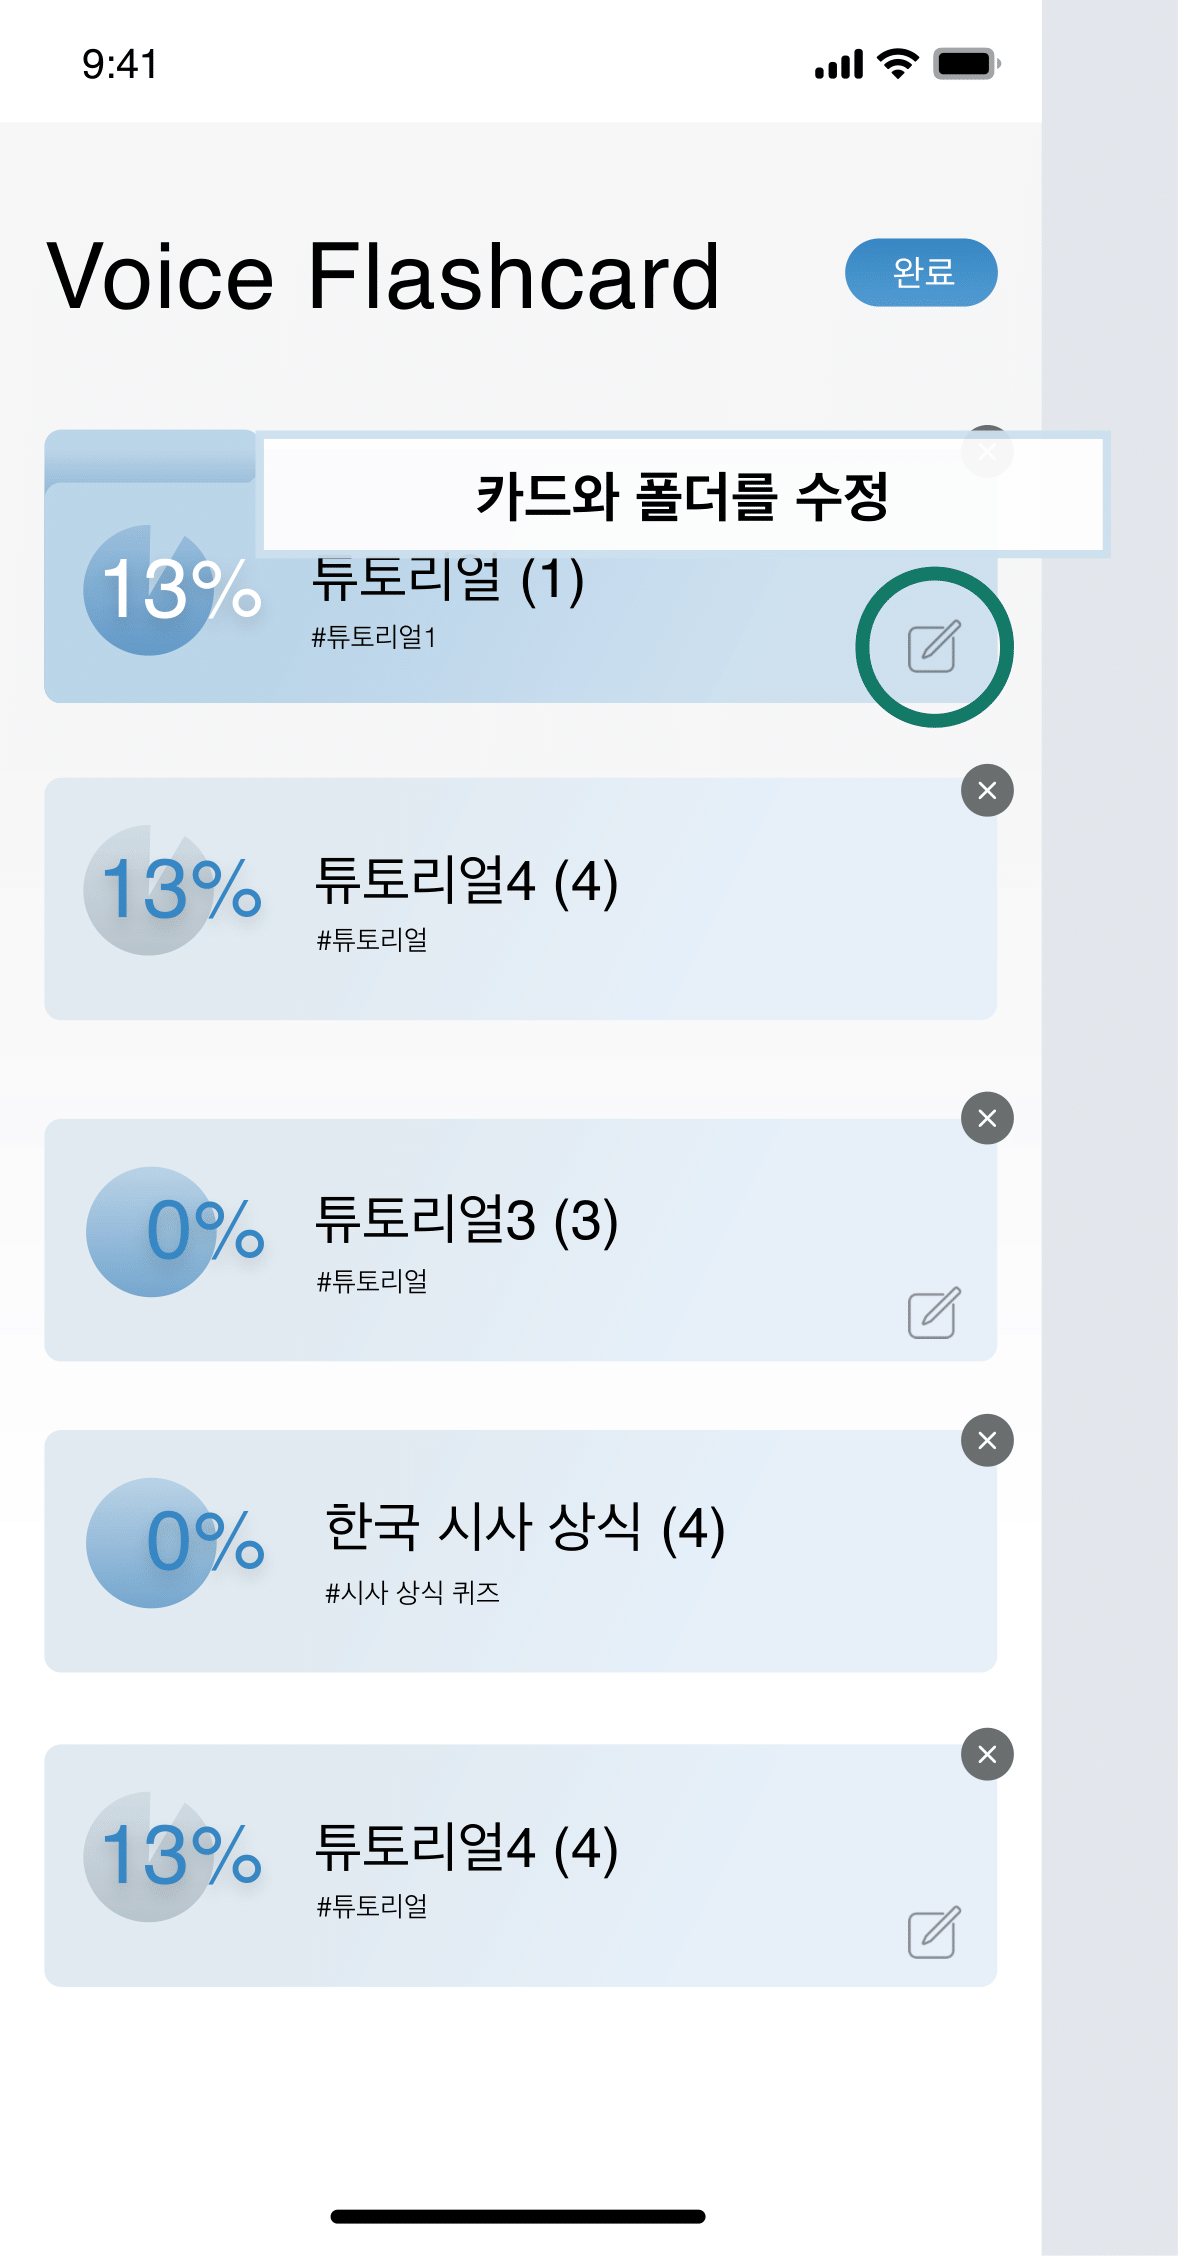 9:41
Voice Flashcard
완료
카드와 폴더를 수정
13%
튜토리얼 (1)
#튜토리얼1
13%
튜토리얼4 (4)
#튜토리얼
0%
튜토리얼3 (3)
#튜토리얼
0%
한국 시사 상식 (4)
#시사 상식 퀴즈
13%
튜토리얼4 (4)
#튜토리얼